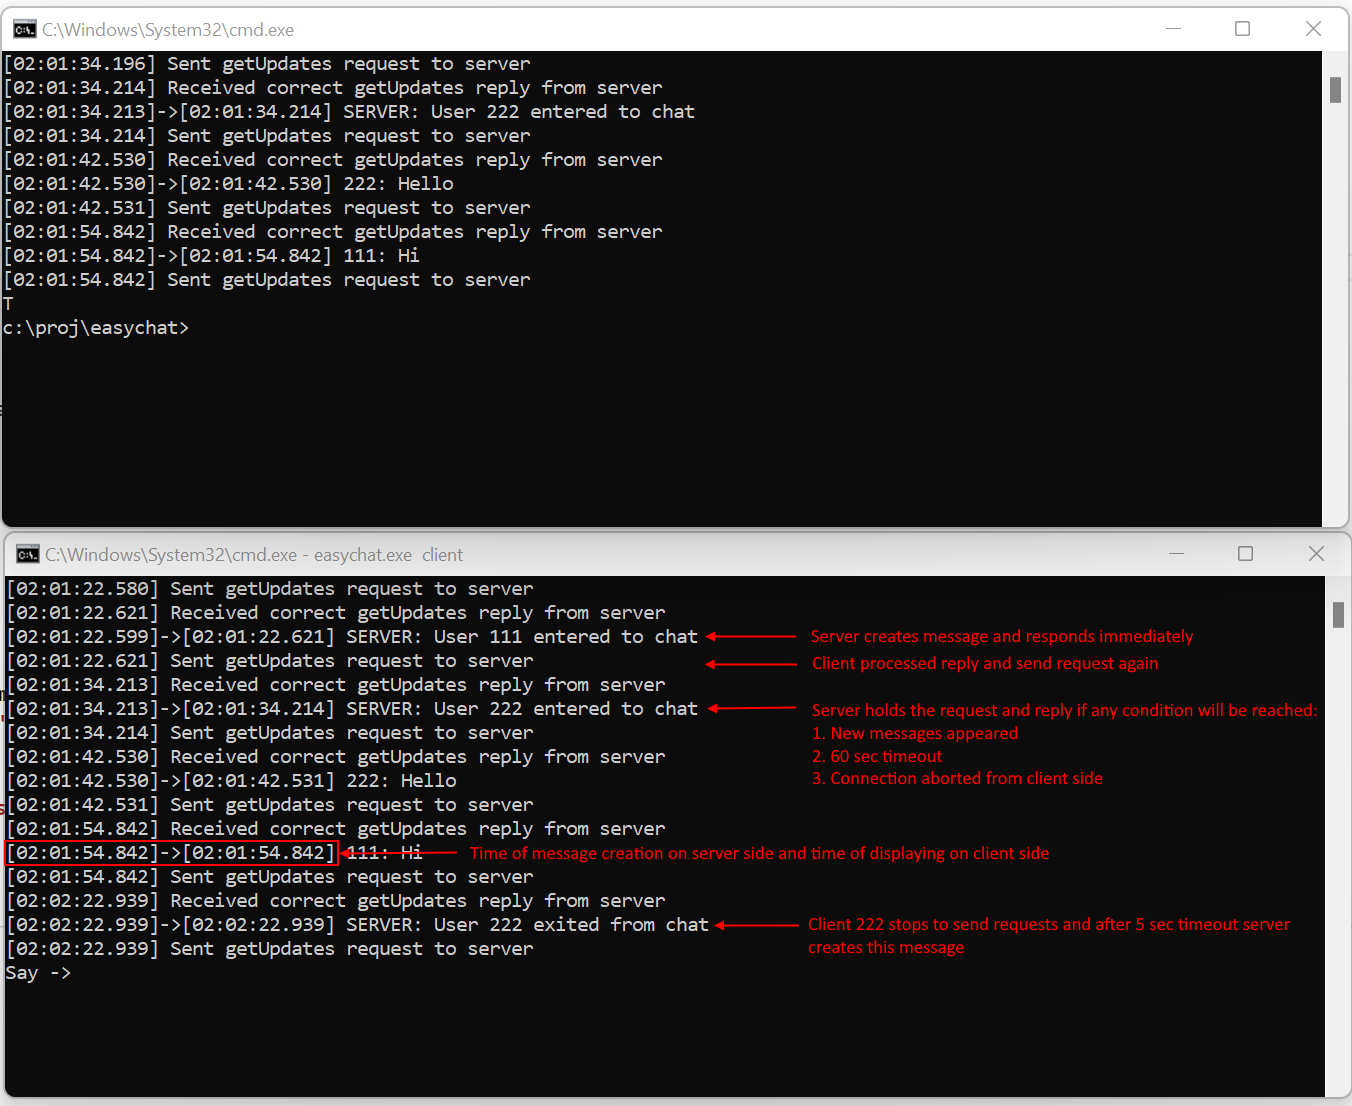 C:\Windows\System32\cmd.exe
[02:01:34.196] Sent getUpdates request to server
[02:01:34.214] Received correct getUpdates reply from server
[02:01:34.213]->[02:01:34.214] SERVER: User 222 entered to chat
[02:01:34.214] Sent getUpdates request to server
[02:01:42.530] Received correct getUpdates reply from server
[02:01:42.530]->[02:01:42.530] 222: Hello
[02:01:42.531] Sent getUpdates request to server
[02:01:54.842] Received correct getUpdates reply from server
[02:01:54.842]->[02:01:54.842] 111: Hi
[02:01:54.842] Sent getUpdates request to server
T
c:\proj\easychat>
C:\Windows\System32\cmd.exe - easychat.exe  client
[02:01:22.580] Sent getUpdates request to server
[02:01:22.621] Received correct getUpdates reply from server
[02:01:22.599]->[02:01:22.621] SERVER: User 111 entered to chat
Server creates message and responds immediately
[02:01:22.621] Sent getUpdates request to server
Client processed reply and send request again
[02:01:34.213] Received correct getUpdates reply from server
[02:01:34.213]->[02:01:34.214] SERVER: User 222 entered to chat
Server holds the request and reply if any condition will be reached:
1. New messages appeared
2. 60 sec timeout
3. Connection aborted from client side
[02:01:34.214] Sent getUpdates request to server
[02:01:42.530] Received correct getUpdates reply from server
[02:01:42.530]->[02:01:42.531] 222: Hello
[02:01:42.531] Sent getUpdates request to server
[02:01:54.842] Received correct getUpdates reply from server
[02:01:54.842]->[02:01:54.842] 111: Hi
Time of message creation on server side and time of displaying on client side
[02:01:54.842] Sent getUpdates request to server
[02:02:22.939] Received correct getUpdates reply from server
[02:02:22.939]->[02:02:22.939] SERVER: User 222 exited from chat
Client 222 stops to send requests and after 5 sec timeout server
creates this message
[02:02:22.939] Sent getUpdates request to server
Say ->